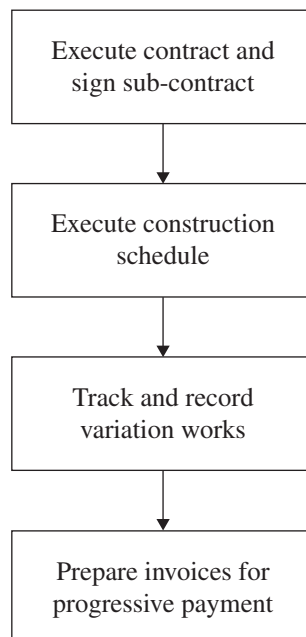 Execute contract and
sign sub-contract
Execute construction
schedule
Track and record
variation works
Prepare invoices for
progressive payment